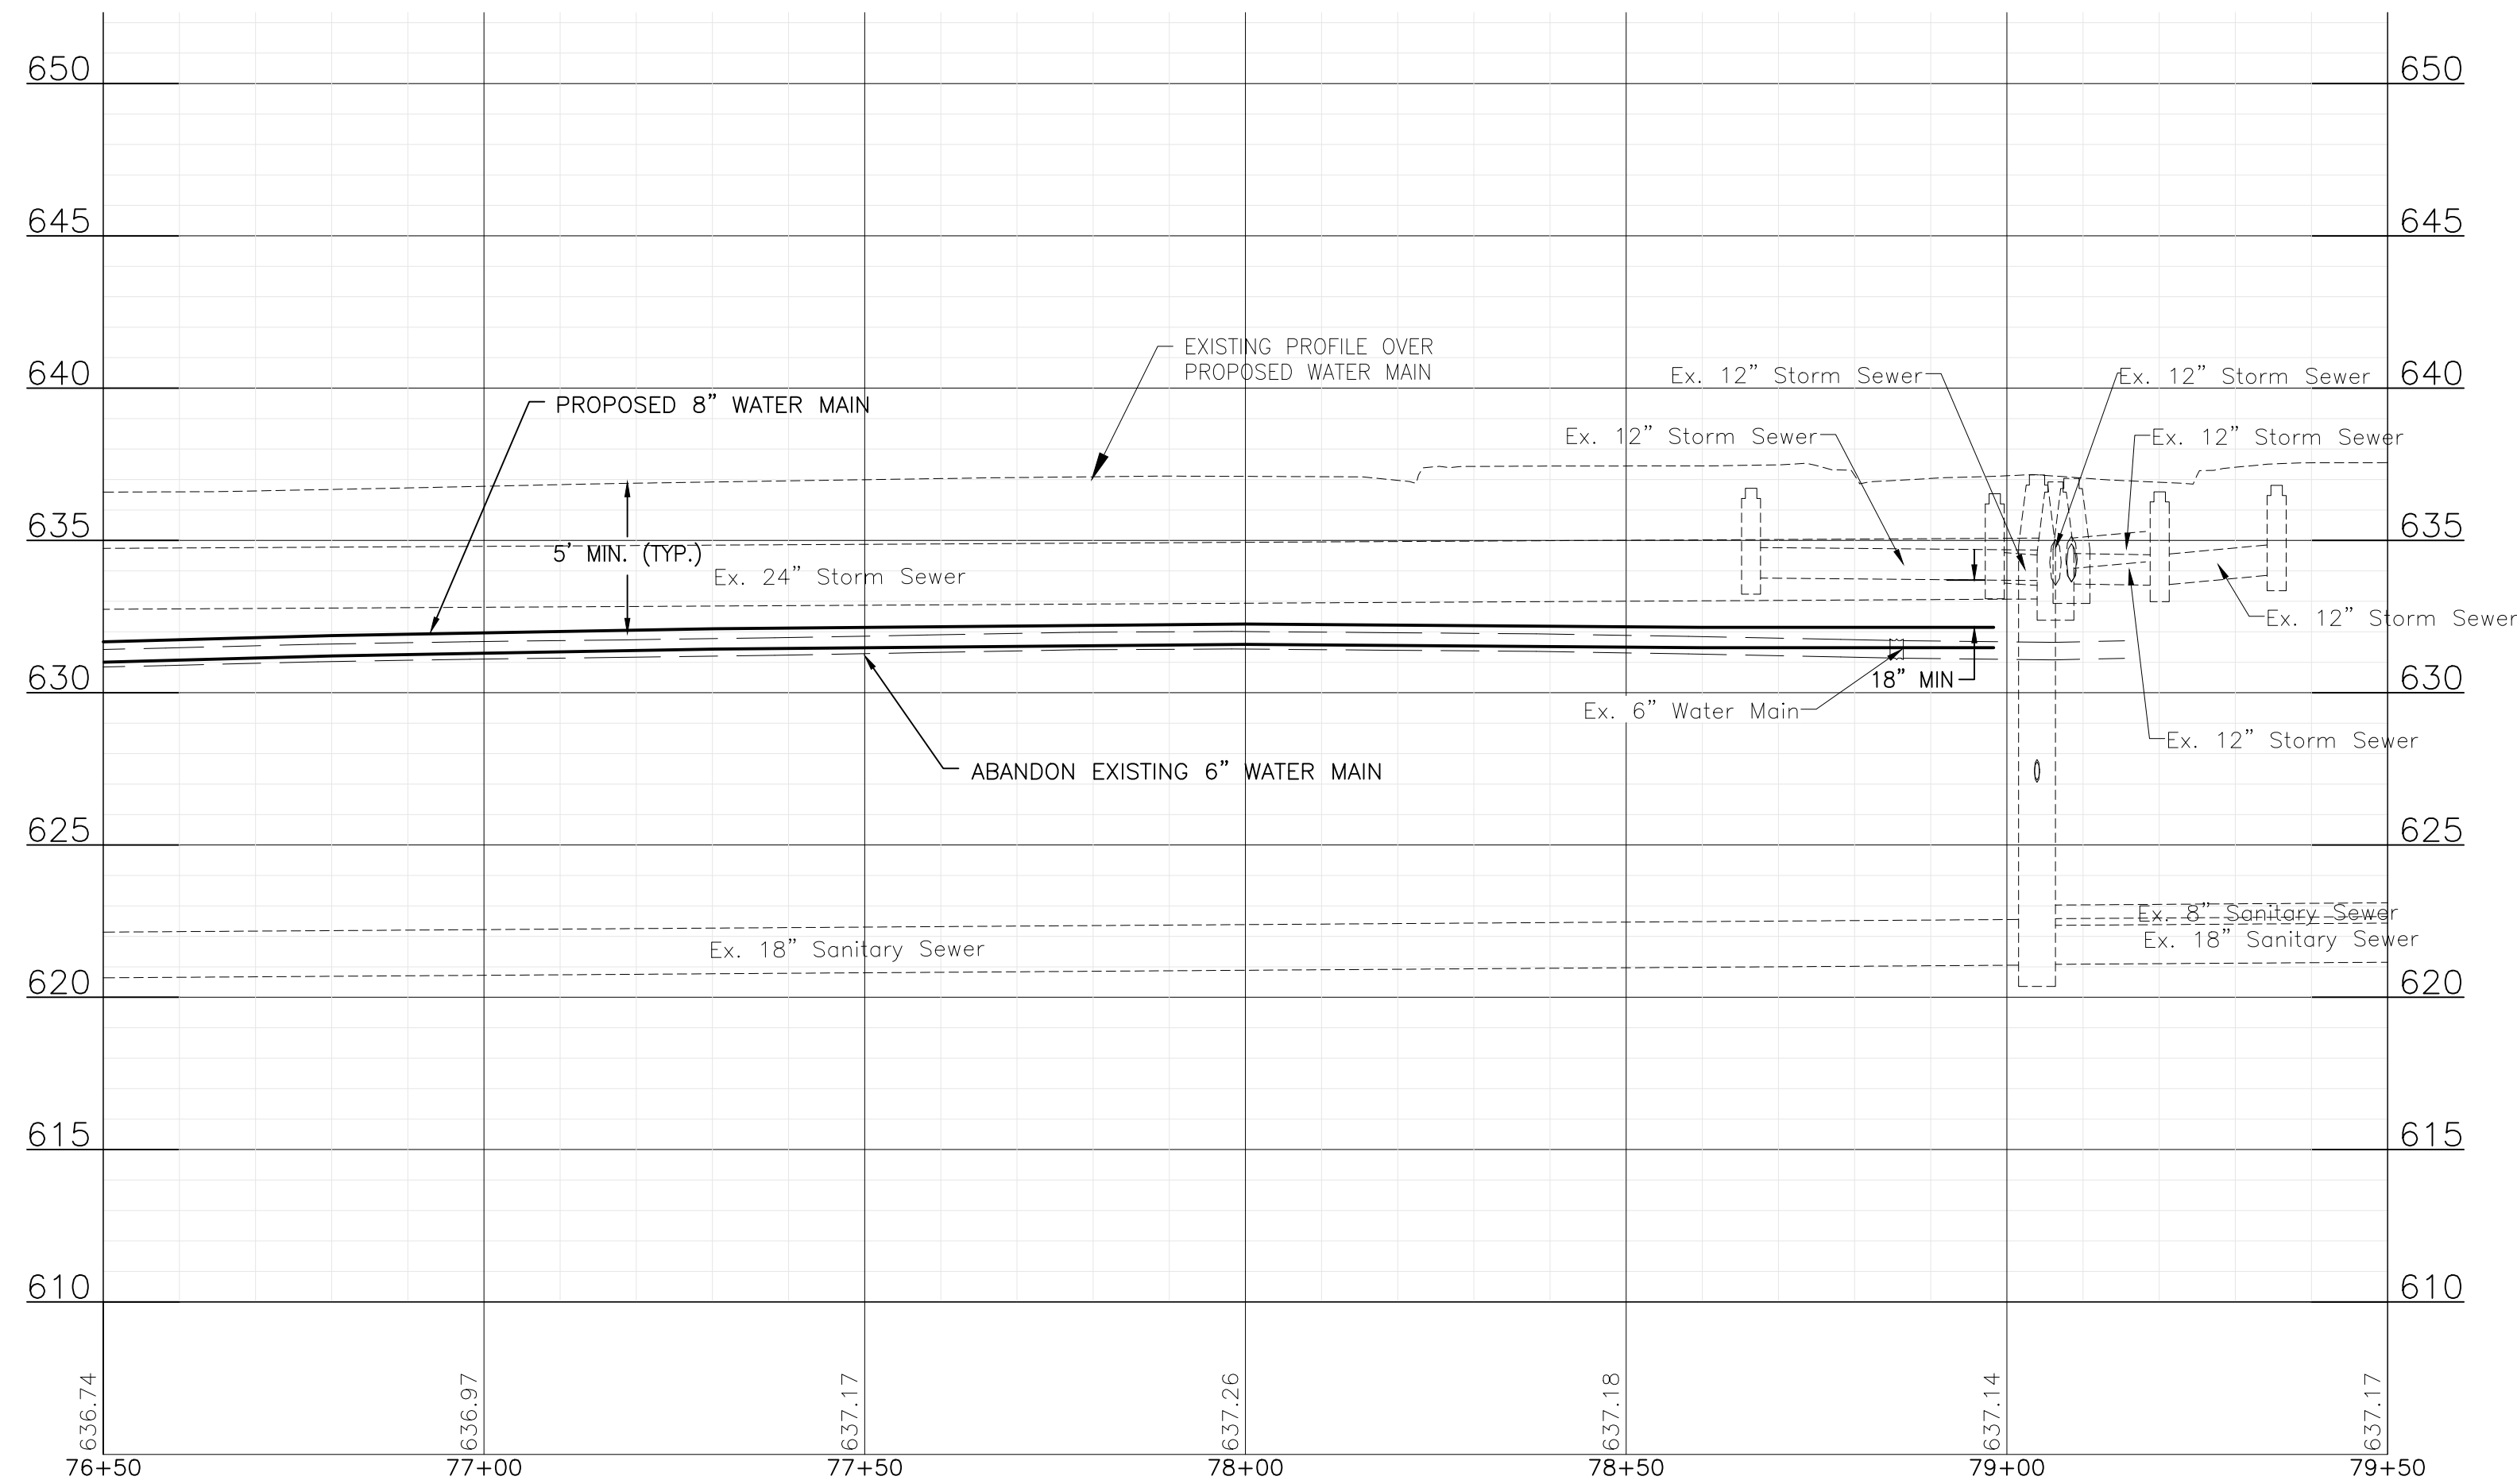 650 650
645 645
EXISTING PROFILE OVER
PROPOSED WATER MAIN
640 640
Ex. 12” Storm Sewer
Ex. 12” Storm Sewer
PROPOSED 8” WATER MAIN
Ex. 12” Storm Sewer
Ex. 12” Storm Sewer
635 635
5' MIN. (TYP.)
Ex. 24” Storm Sewer
Ex. 12” Storm Sewer
630 630
18” MIN
Ex. 6” Water Main
Ex. 12” Storm Sewer
ABANDON EXISTING 6” WATER MAIN
625 625
Ex. 8” Sanitary Sewer
Ex. 18” Sanitary Sewer
Ex. 18” Sanitary Sewer
620 620
615 615
610 610
636.74 636.97 637.17 637.26 637.18 637.14 637.17
76+50 77+00 77+50 78+00 78+50 79+00 79+50